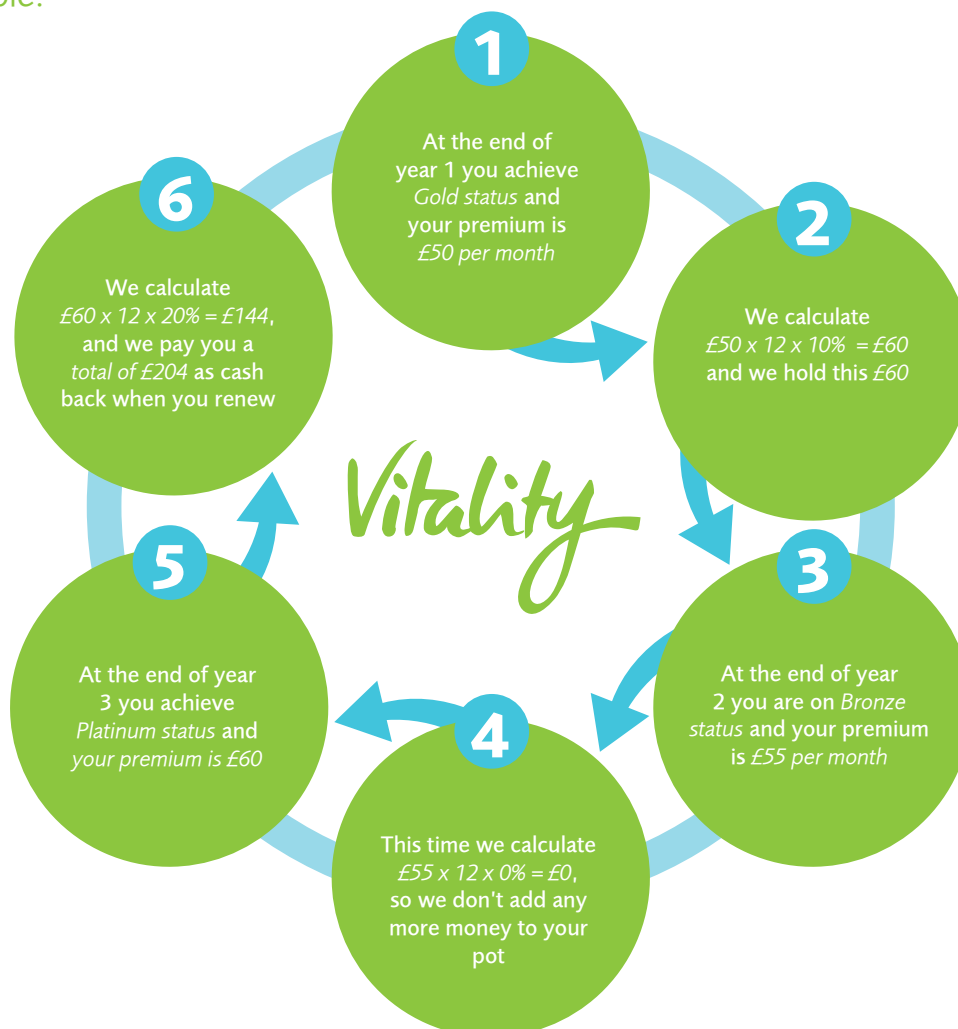 1
At the end of
year 1 you achieve
Gold status and
your premium is
£50 per month
2
We calculate
£50 x 12 x 10% = £60
and we hold this £60
3
At the end of year
2 you are on Bronze
status and your premium
is £55 per month
4
This time we calculate
£55 x 12 x 0% = £0,
so we don't add any
more money to your
pot
5
At the end of year
3 you achieve
Platinum status and
your premium is £60
6
We calculate
£60 x 12 x 20% = £144,
and we pay you a
total of £204 as cash
back when you renew
Vitality